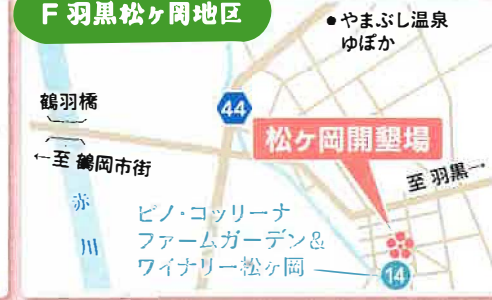 F 羽黒松ヶ岡地区
●やまぶし温泉
ゆぽか
鶴羽橋
44
松ヶ岡開墾場
←至 鶴岡市街
至 羽黒→
赤川
ピノ・コッリーナ
ファームガーデン&
ワイナリー松ヶ岡
14